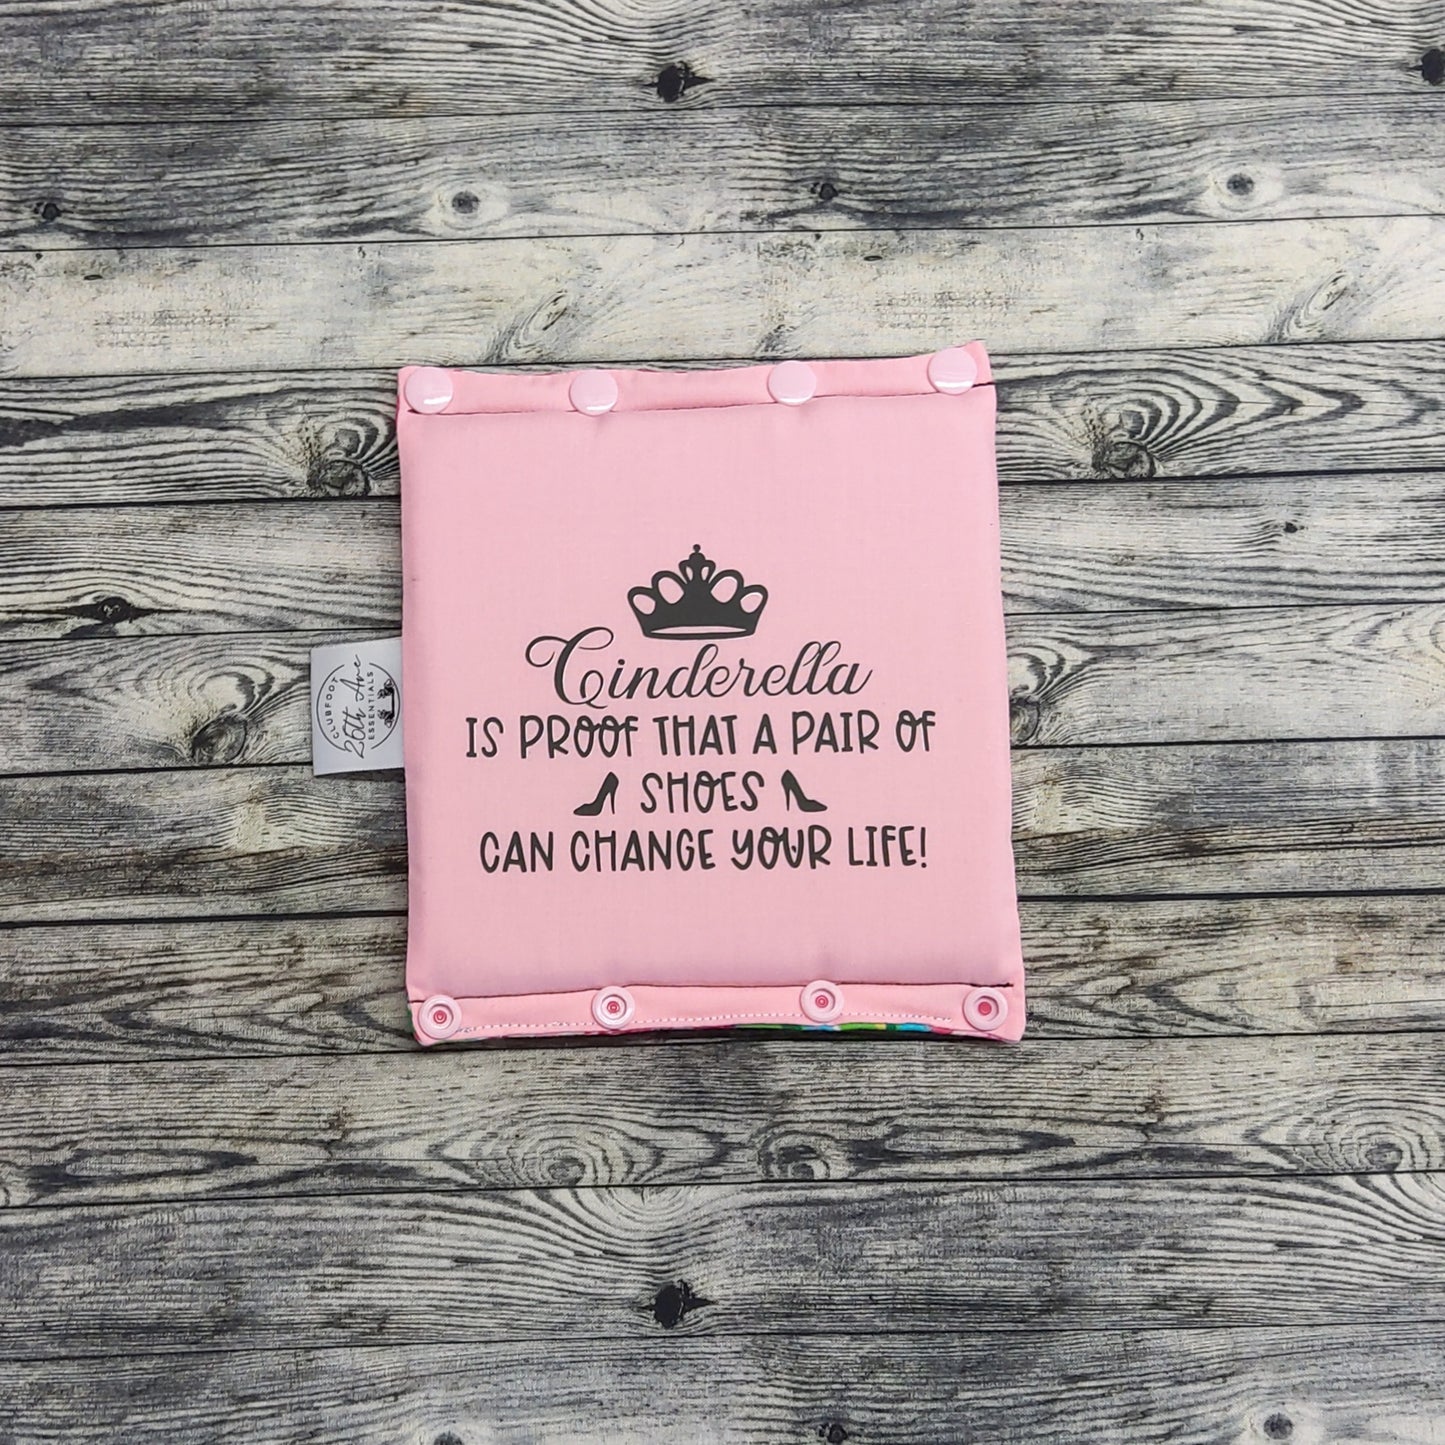 Cinderella
IS PROOF THAT A PAIR OF
SHOES
CAN CHANGE YOUR LIFE!
CLUBFOOT
26th Ave
ESSENTIALS